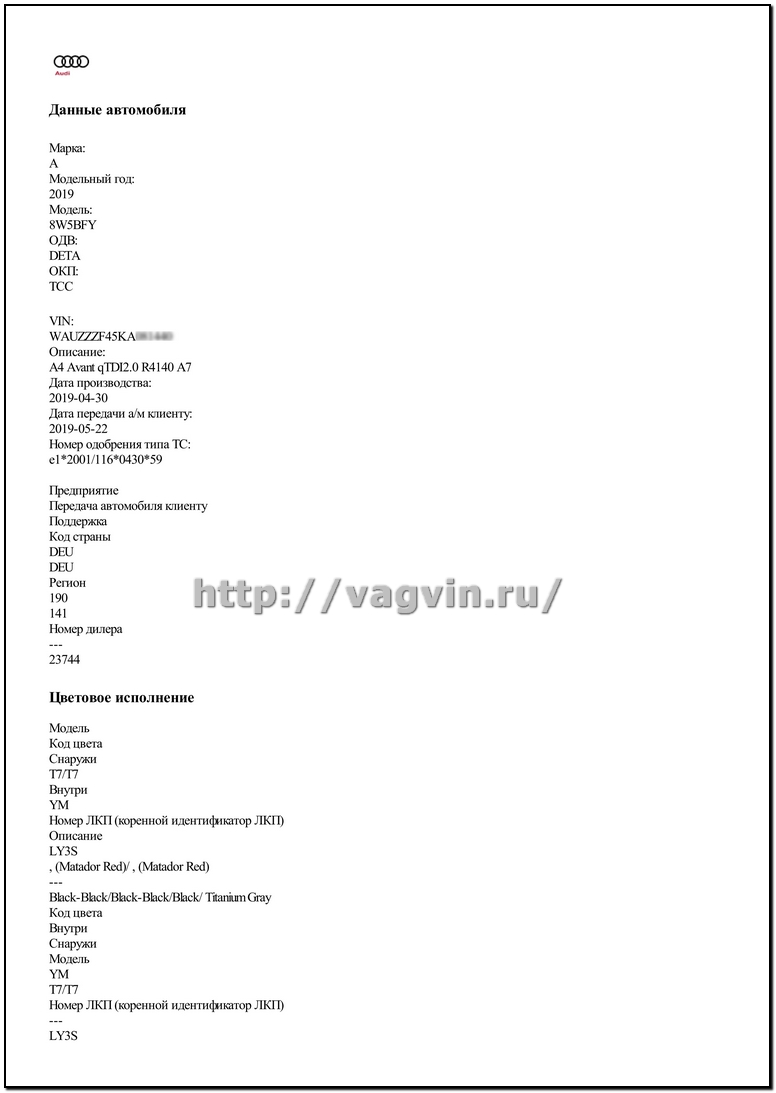 Audi
Данные автомобиля
Марка:
A
Модельный год:
2019
Модель:
8W5BFY
ОДВ:
DETA
ОКП:
TCC
VIN:
WAUZZZF45KA
Описание:
A4 Avant qTDI2.0 R4140 A7
Дата производства:
2019-04-30
Дата передачи а/м клиенту:
2019-05-22
Номер одобрения типа ТС:
e1*2001/116*0430*59
Предприятие
Передача автомобиля клиенту
Поддержка
Код страны
DEU
DEU
Регион
190
141
Номер дилера
---
23744
http://vagvin.ru/
Цветовое исполнение
Модель
Код цвета
Снаружи
T7/T7
Внутри
YM
Номер ЛКП (коренной идентификатор ЛКП)
Описание
LY3S
, (Matador Red)/ , (Matador Red)
---
Black-Black/Black-Black/Black/ Titanium Gray
Код цвета
Внутри
Снаружи
Модель
YM
T7/T7
Номер ЛКП (коренной идентификатор ЛКП)
---
LY3S